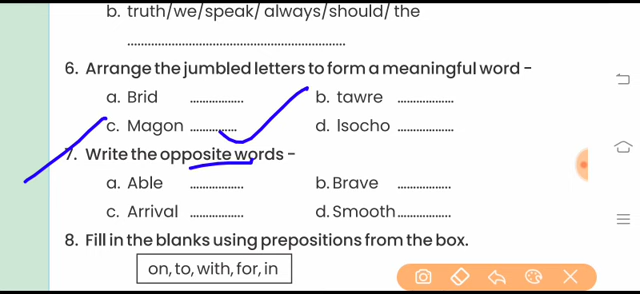 b. truth/we/speak/ always/should/ the
..............................................................
6. Arrange the jumbled letters to form a meaningful word -
a. Brid ................ b. tawre .................
c. Magon .............. d. Isocho .................
7. Write the opposite words -
a. Able ................ b. Brave ................
c. Arrival ................ d. Smooth................
8. Fill in the blanks using prepositions from the box.
on, to, with, for, in